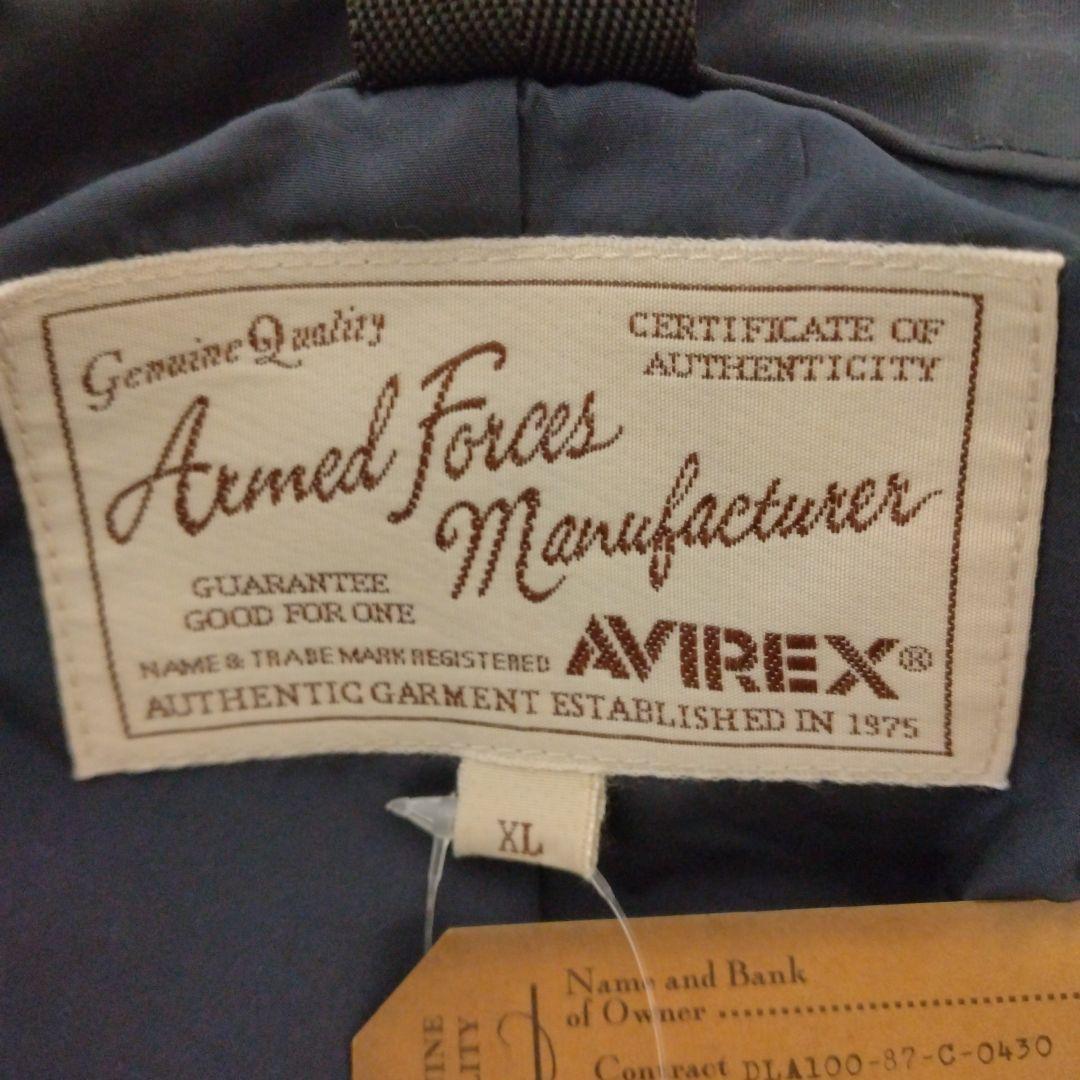 Genuine Quality
CERTIFICATE OF
AUTHENTICITY
Armed Forces
Manufacturer
GUARANTEE
GOOD FOR ONE
NAME & TRADE MARK REGISTERED
AVIREX®
AUTHENTIC GARMENT ESTABLISHED IN 1975
XL
Name and Bank
of Owner
Contract DLA100-87-C-0430